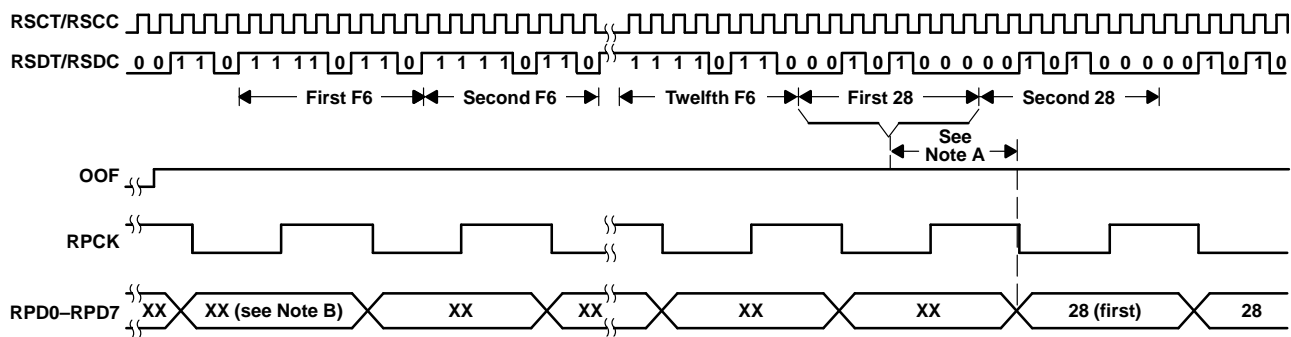 RSCT/RSCC
RSDT/RSDC 0 0 1 1 0 1 1 1 1 0 1 1 0 1 1 1 1 0 1 1 0 1 1 1 1 0 1 1 0 0 0 1 0 1 0 0 0 0 0 1 0 1 0 0 0 0 0 1 0 1 0
First F6 Second F6 Twelfth F6 First 28 Second 28
See
Note A
OOF
RPCK
RPD0–RPD7 XX XX (see Note B) XX XX XX XX 28 (first) 28